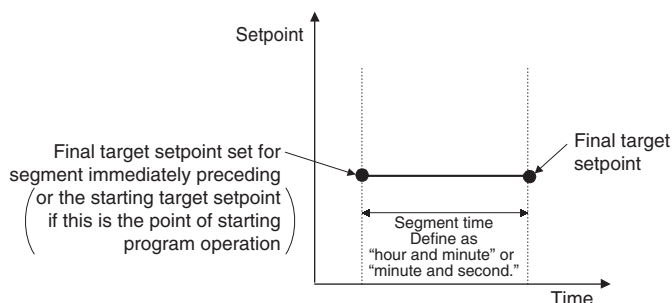 Setpoint
Final target setpoint set for
segment immediately preceding
or the starting target setpoint
if this is the point of starting
program operation
Final target
setpoint
Segment time
Define as
“hour and minute” or
“minute and second.”
Time